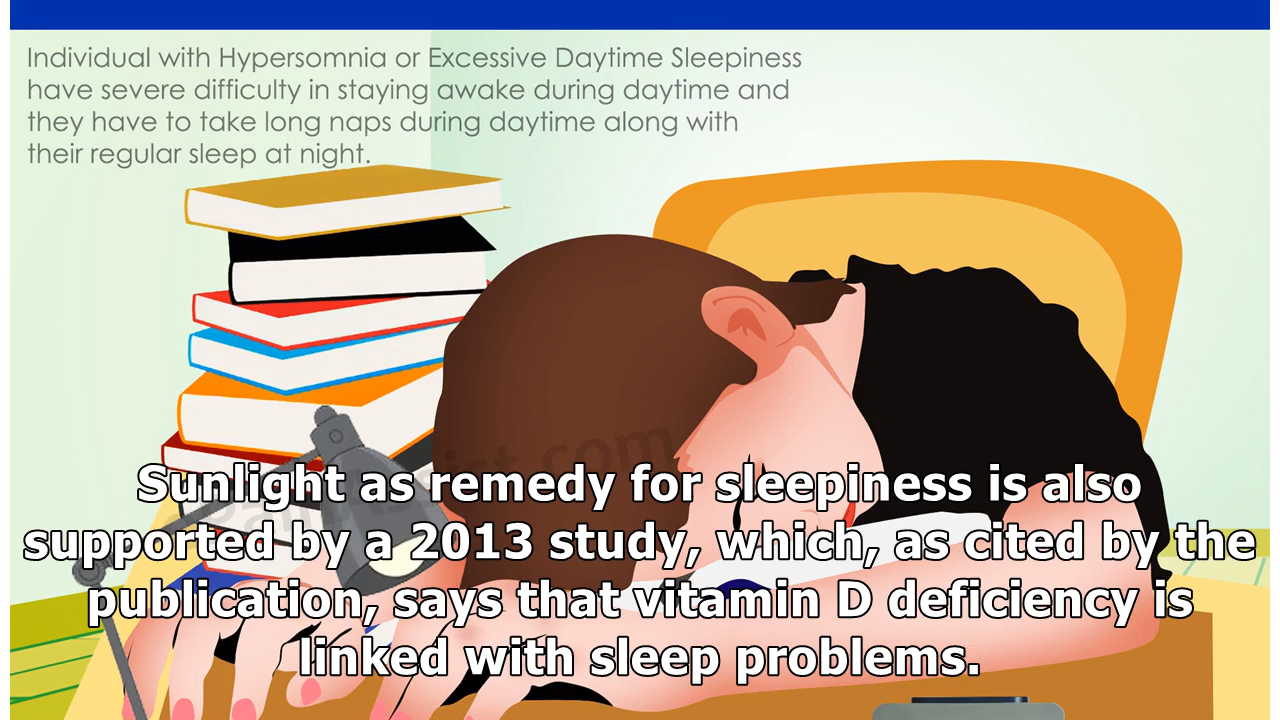 Individual with Hypersomnia or Excessive Daytime Sleepiness
have severe difficulty in staying awake during daytime and
they have to take long naps during daytime along with
their regular sleep at night.
Sunlight as remedy for sleepiness is also
supported by a 2013 study, which, as cited by the
publication, says that vitamin D deficiency is
linked with sleep problems.